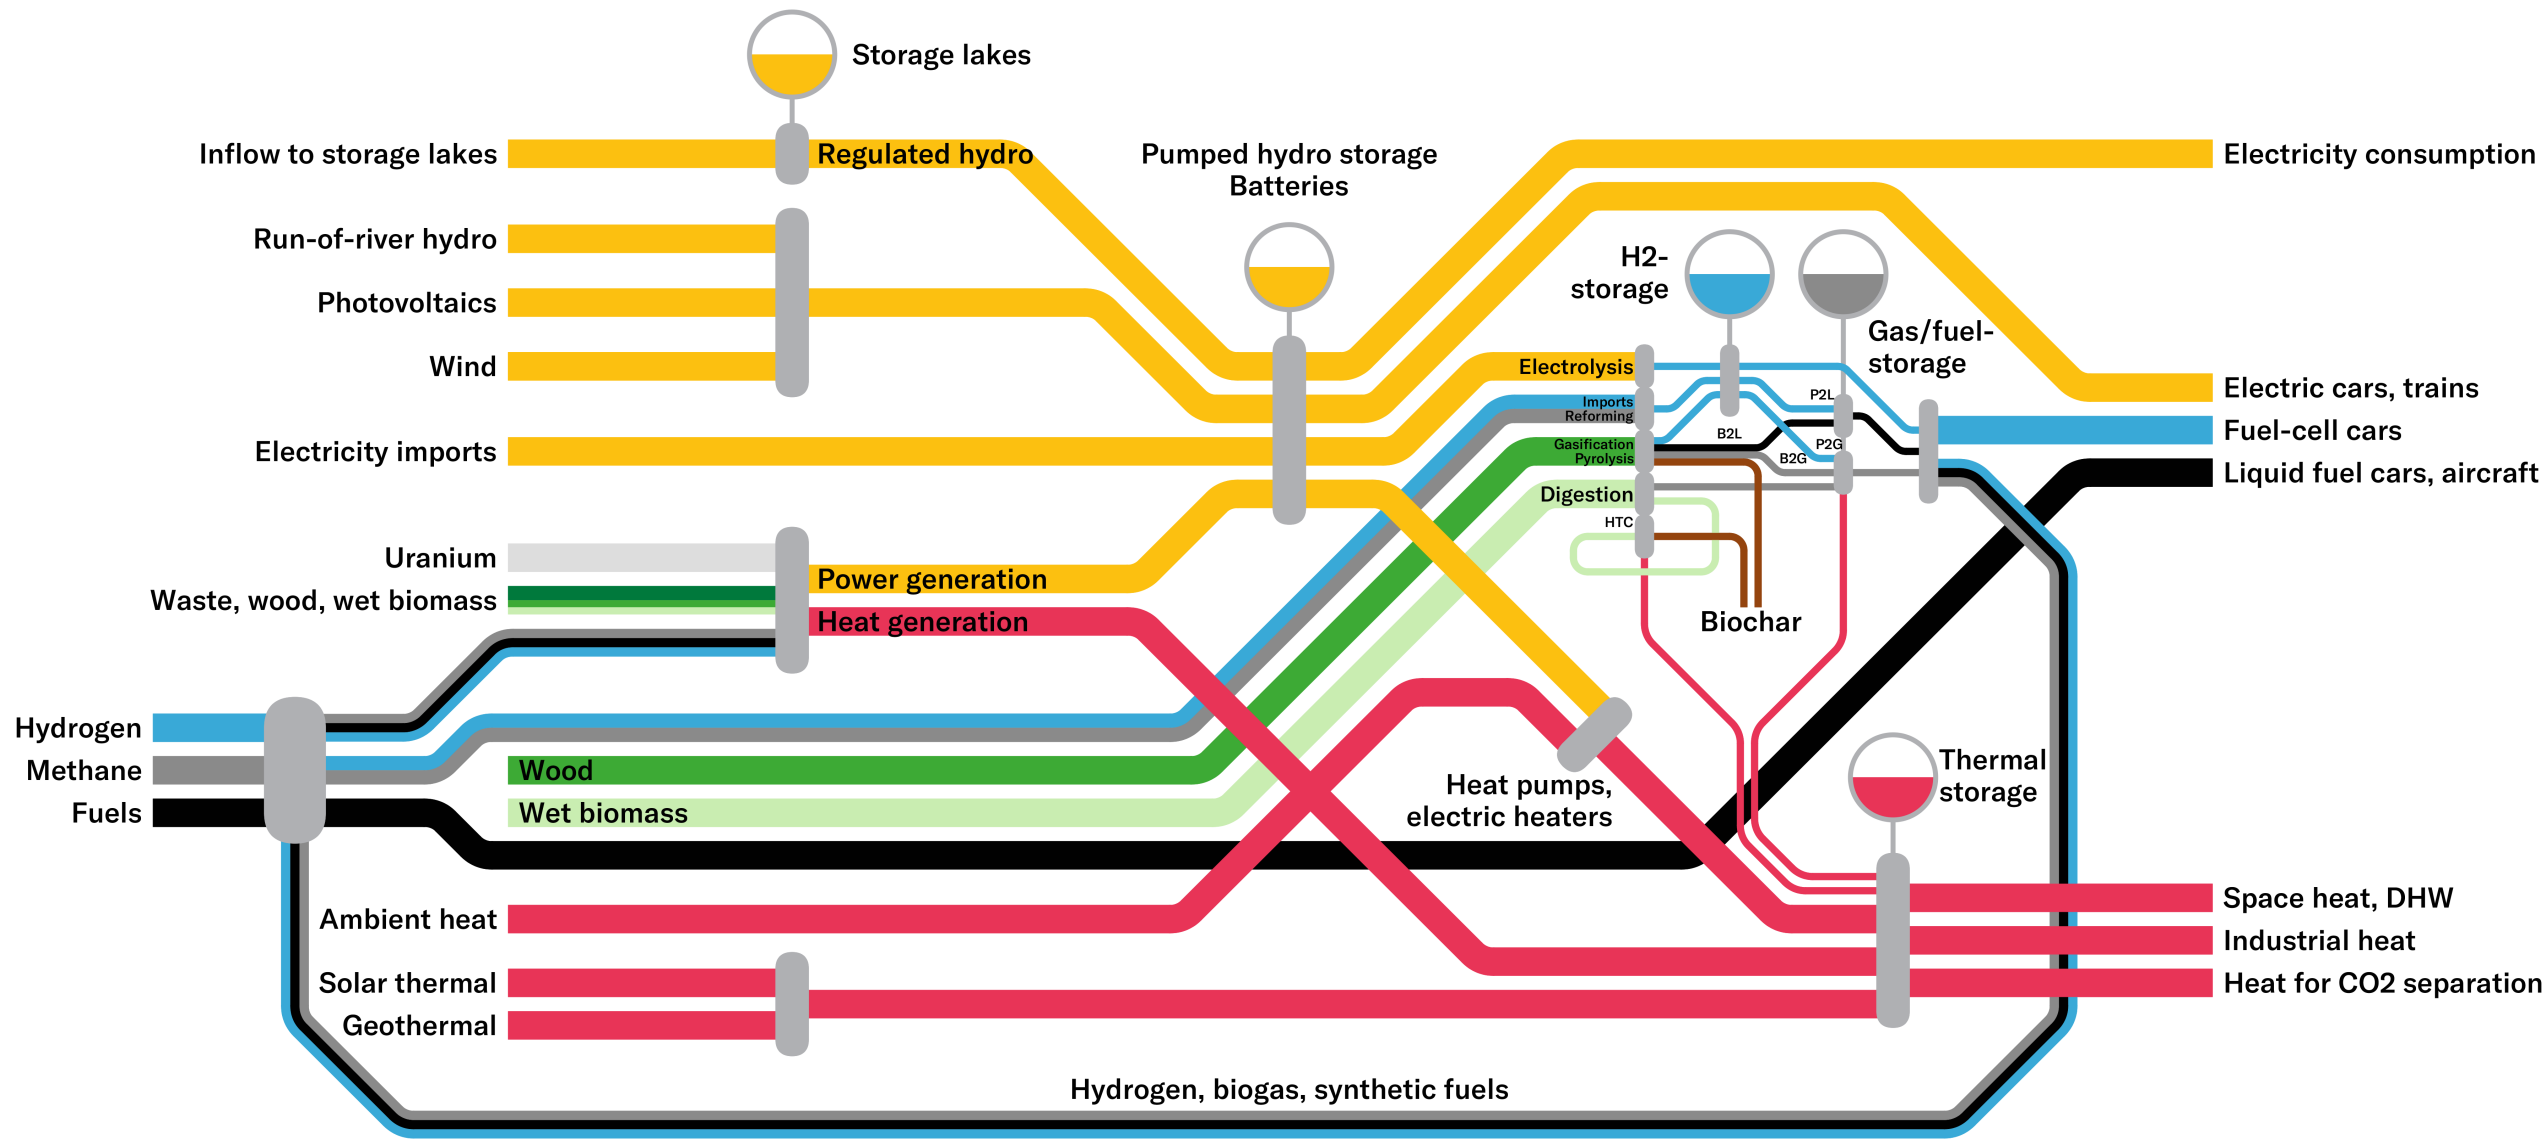 Storage lakes
Inflow to storage lakes
Regulated hydro
Pumped hydro storage
Batteries
Electricity consumption
Run-of-river hydro
H2-
storage
Photovoltaics
Gas/fuel-
storage
Wind
Electrolysis
Electric cars, trains
P2L
Imports
Reforming
Fuel-cell cars
B2L
P2G
Gasification
Pyrolysis
B2G
Electricity imports
Liquid fuel cars, aircraft
Digestion
HTC
Uranium
Power generation
Waste, wood, wet biomass
Heat generation
Biochar
Hydrogen
Methane
Wood
Thermal
storage
Heat pumps,
electric heaters
Fuels
Wet biomass
Space heat, DHW
Ambient heat
Industrial heat
Solar thermal
Heat for CO2 separation
Geothermal
Hydrogen, biogas, synthetic fuels